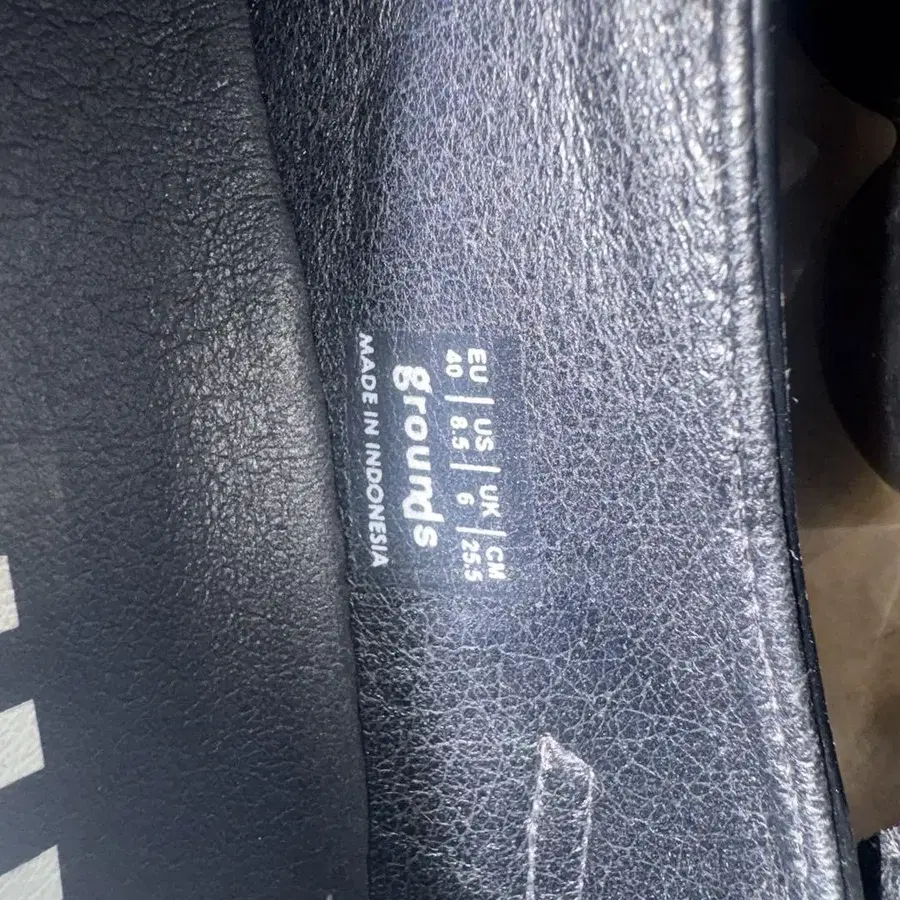 EU | US | UK | CM
40 | 8.5 | 6 | 25.5
grounds
MADE IN INDONESIA